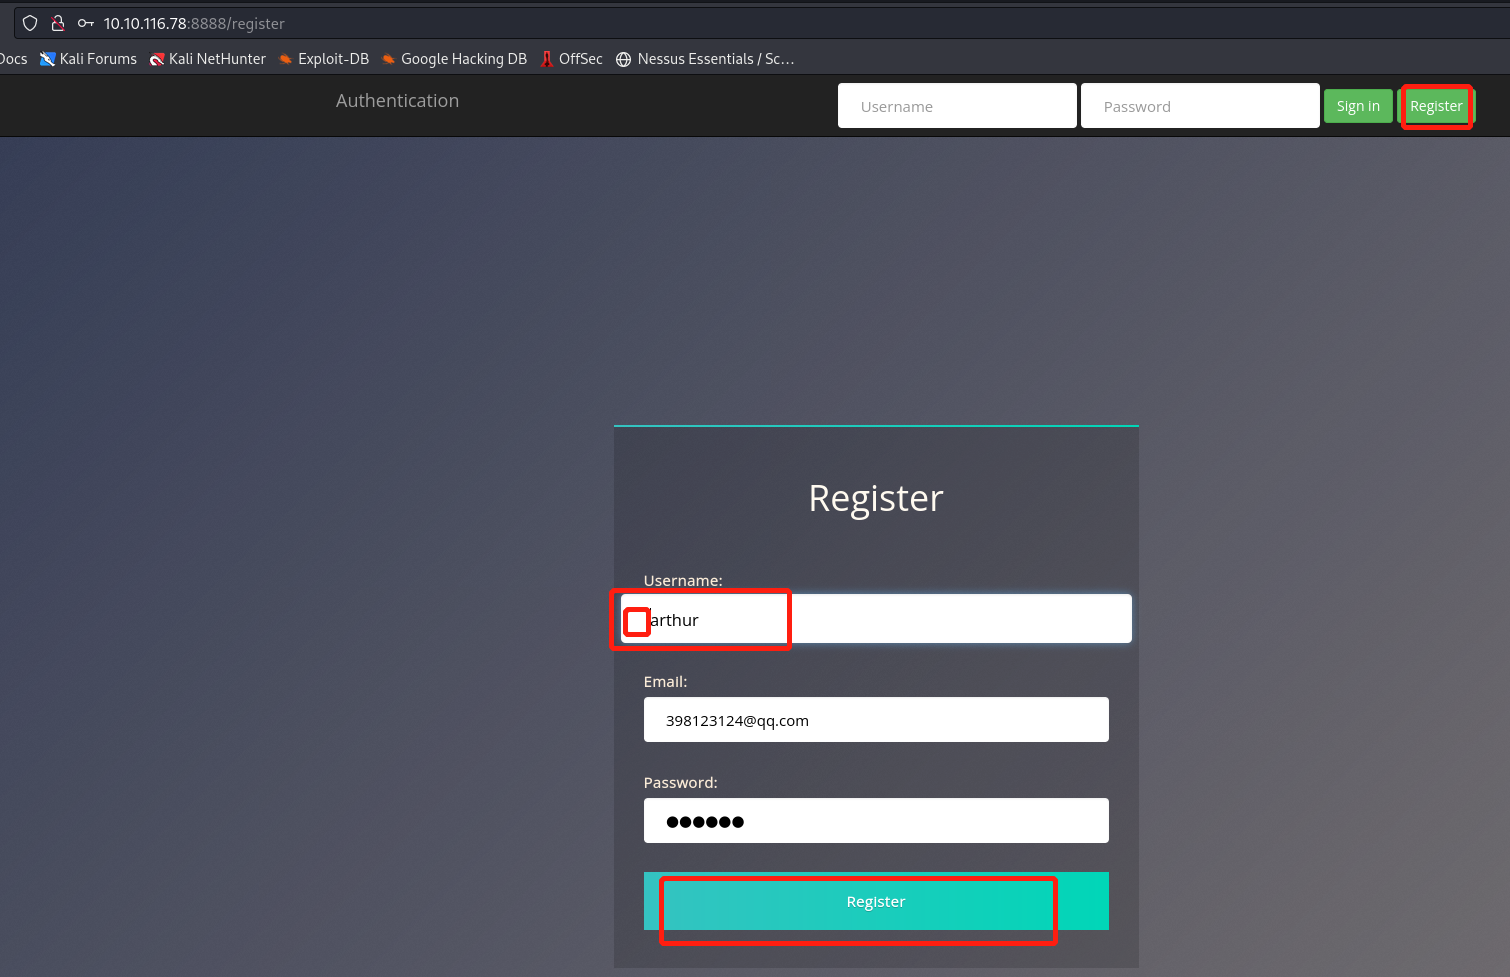 10.10.116.78:8888/register
Docs Kali Forums Kali NetHunter Exploit-DB Google Hacking DB OffSec Nessus Essentials / Sc...
Authentication Username Password Sign in Register
Register
Username:
arthur
Email:
398123124@qq.com
Password:
Register